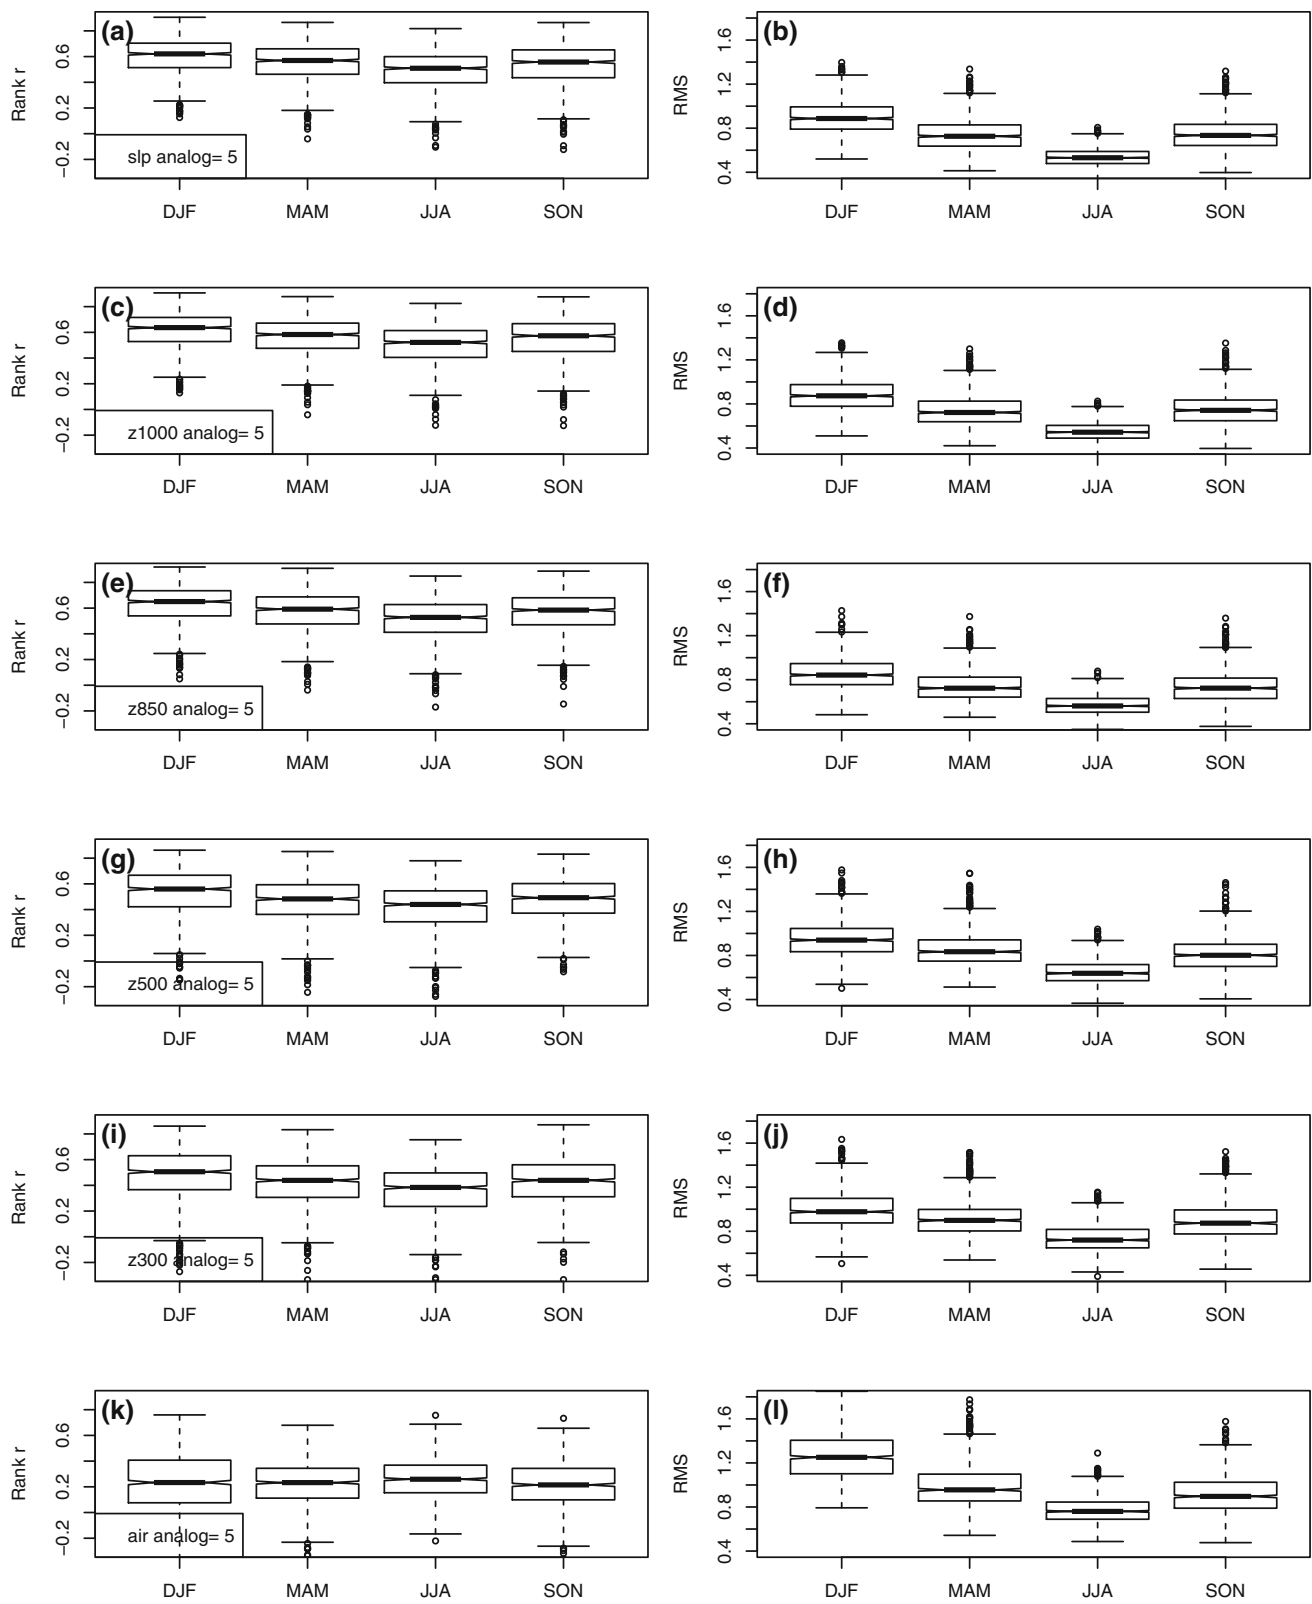 (a)
Rank r
0.6
0.2
−0.2
slp analog= 5
DJF MAM JJA SON
(b)
RMS
1.6
1.2
0.8
0.4
DJF MAM JJA SON
(c)
Rank r
0.6
0.2
−0.2
z1000 analog= 5
DJF MAM JJA SON
(d)
RMS
1.6
1.2
0.8
0.4
DJF MAM JJA SON
(e)
Rank r
0.6
0.2
−0.2
z850 analog= 5
DJF MAM JJA SON
(f)
RMS
1.6
1.2
0.8
0.4
DJF MAM JJA SON
(g)
Rank r
0.6
0.2
−0.2
z500 analog= 5
DJF MAM JJA SON
(h)
RMS
1.6
1.2
0.8
0.4
DJF MAM JJA SON
(i)
Rank r
0.6
0.2
−0.2
z300 analog= 5
DJF MAM JJA SON
(j)
RMS
1.6
1.2
0.8
0.4
DJF MAM JJA SON
(k)
Rank r
0.6
0.2
−0.2
air analog= 5
DJF MAM JJA SON
(l)
RMS
1.6
1.2
0.8
0.4
DJF MAM JJA SON